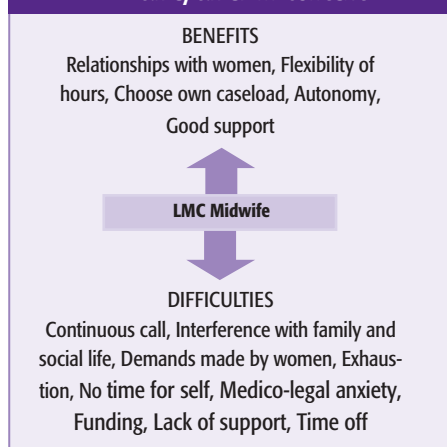 BENEFITS
Relationships with women, Flexibility of
hours, Choose own caseload, Autonomy,
Good support
LMC Midwife
DIFFICULTIES
Continuous call, Interference with family and
social life, Demands made by women, Exhaus-
tion, No time for self, Medico-legal anxiety,
Funding, Lack of support, Time off